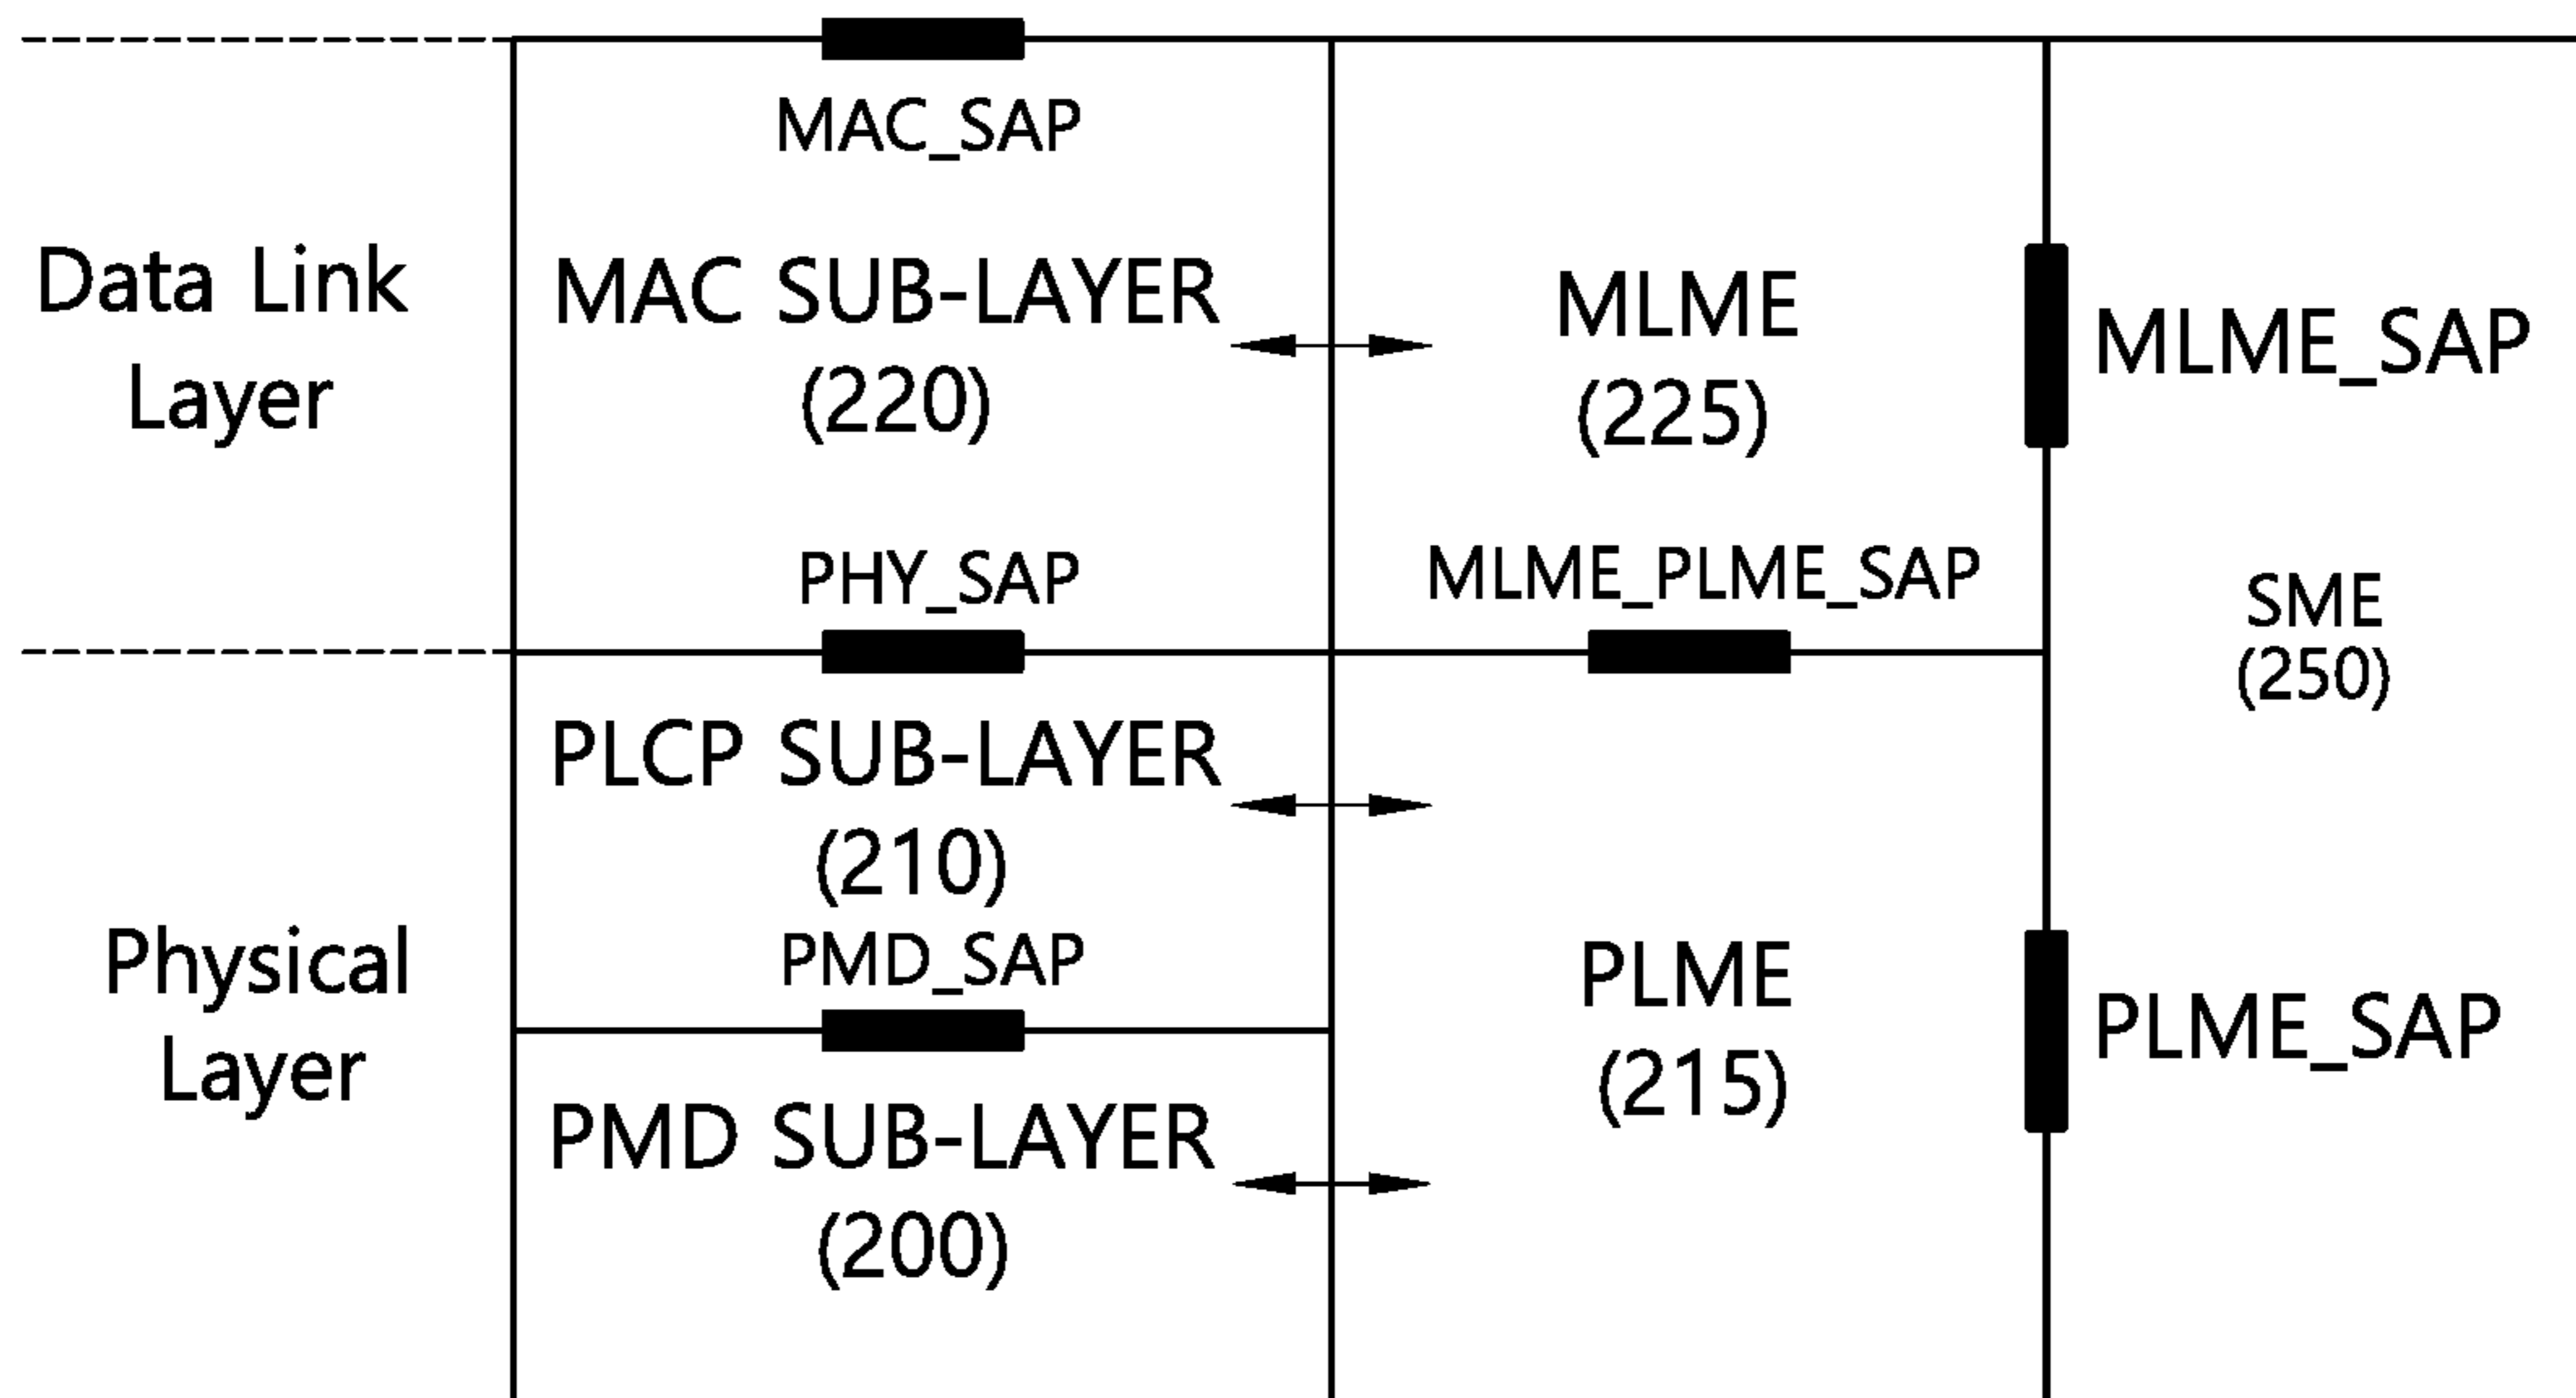 MAC_SAP
Data Link
Layer
MAC SUB-LAYER
(220)
MLME
(225)
MLME_SAP
PHY_SAP
MLME_PLME_SAP
SME
(250)
PLCP SUB-LAYER
(210)
PMD_SAP
Physical
Layer
PLME
(215)
PLME_SAP
PMD SUB-LAYER
(200)